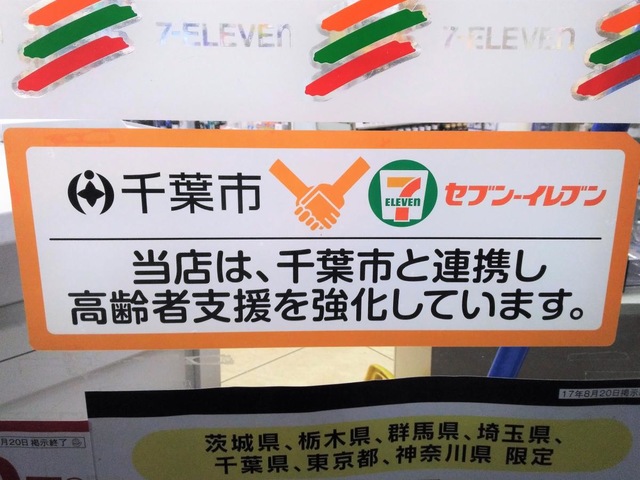 7-ELEVEn 7-ELEVEn
千葉市 7 ELEVEn セブン-イレブン
当店は、千葉市と連携し
高齢者支援を強化しています。
17年8月20日掲示
月20日掲示終了
茨城県、栃木県、群馬県、埼玉県、
千葉県、東京都、神奈川県 限定